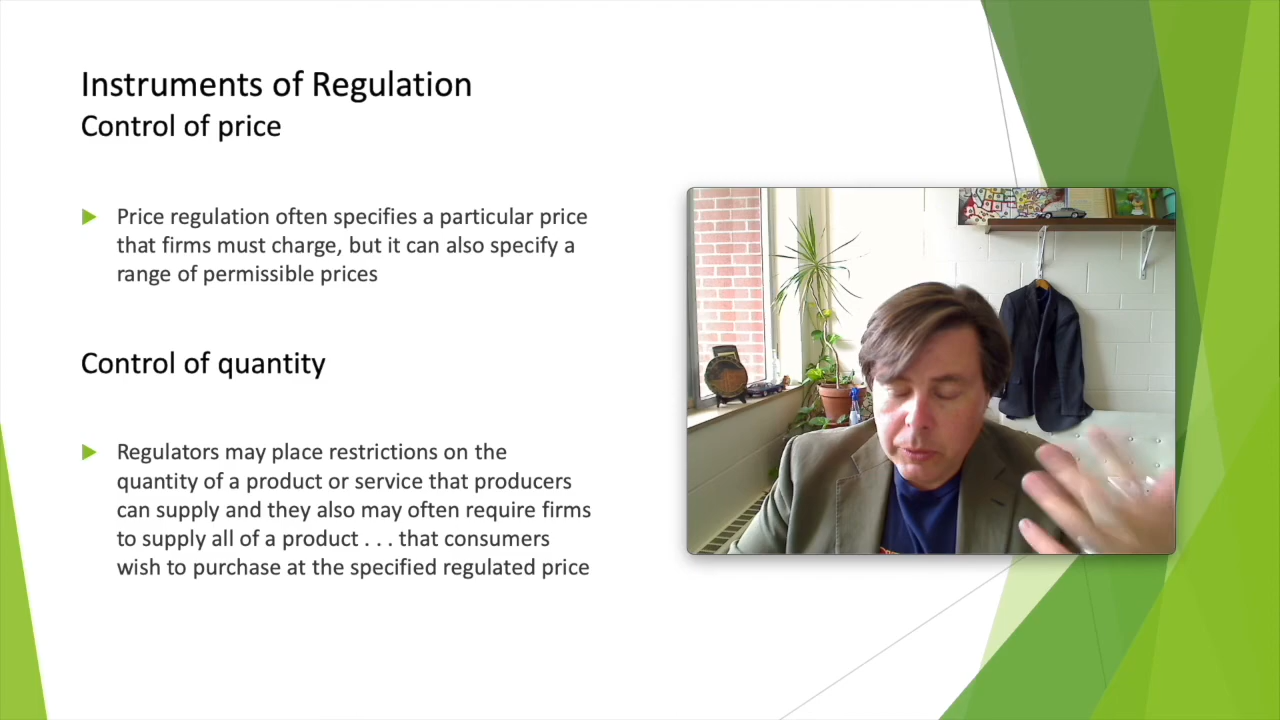 Instruments of Regulation
Control of price
Price regulation often specifies a particular price
that firms must charge, but it can also specify a
range of permissible prices
Control of quantity
Regulators may place restrictions on the
quantity of a product or service that producers
can supply and they also may often require firms
to supply all of a product . . . that consumers
wish to purchase at the specified regulated price